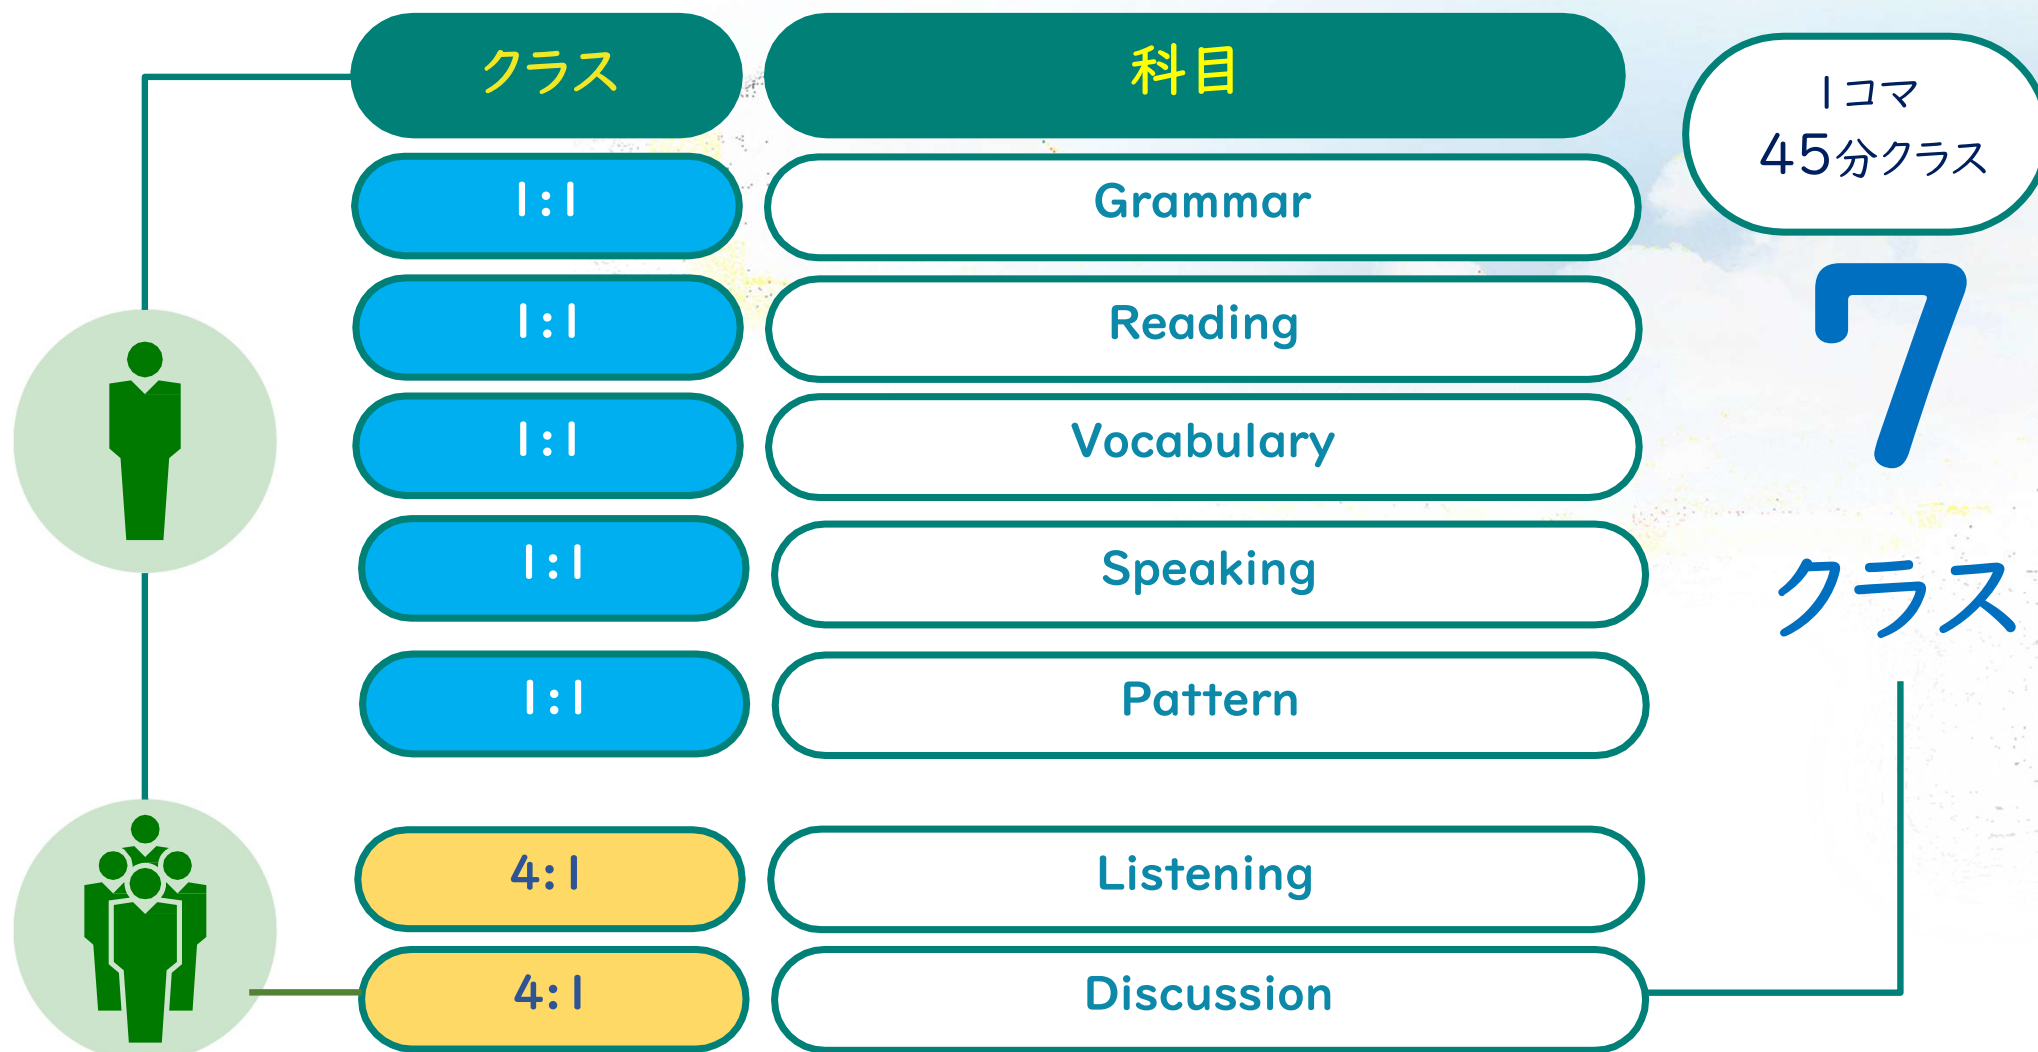 クラス 科目
1コマ
45分クラス
1:1 Grammar
1:1 Reading
7
1:1 Vocabulary
1:1 Speaking
クラス
1:1 Pattern
4:1 Listening
4:1 Discussion